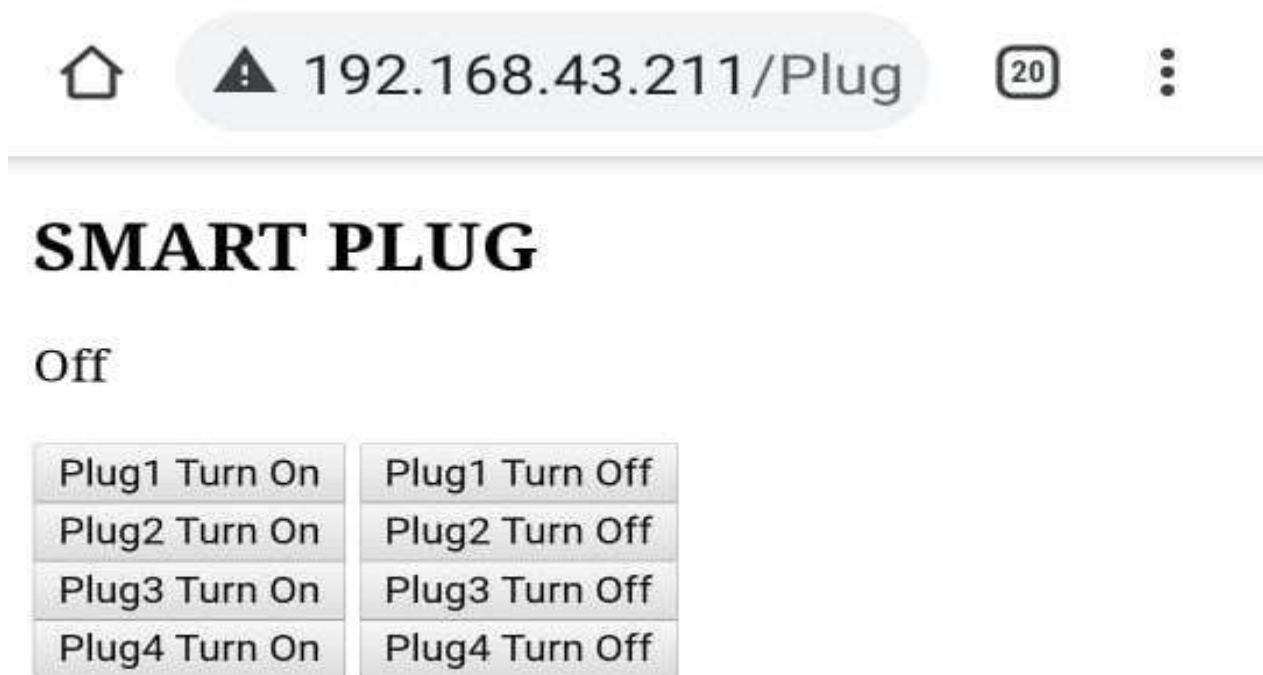 192.168.43.211/Plug 20
SMART PLUG
Off
Plug1 Turn On Plug1 Turn Off
Plug2 Turn On Plug2 Turn Off
Plug3 Turn On Plug3 Turn Off
Plug4 Turn On Plug4 Turn Off